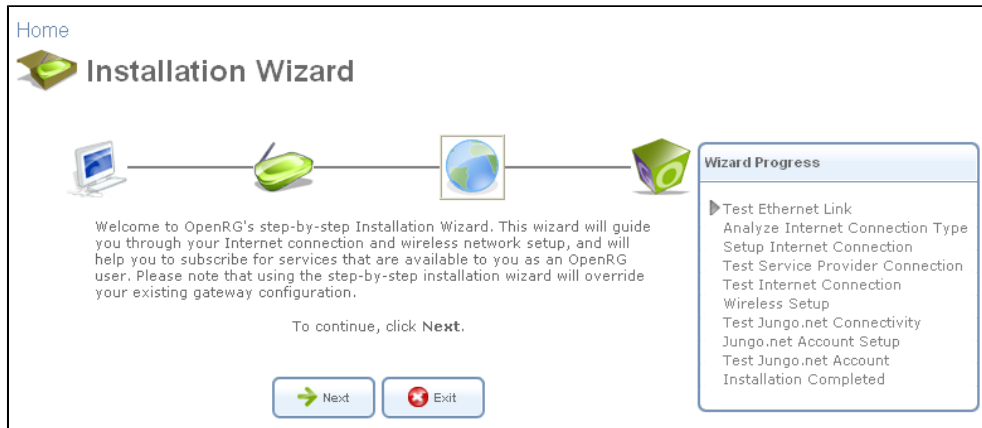 Home
Installation Wizard
Welcome to OpenRG's step-by-step Installation Wizard. This wizard will guide
you through your Internet connection and wireless network setup, and will
help you to subscribe for services that are available to you as an OpenRG
user. Please note that using the step-by-step installation wizard will override
your existing gateway configuration.
To continue, click Next.
Next
Exit
Wizard Progress
Test Ethernet Link
Analyze Internet Connection Type
Setup Internet Connection
Test Service Provider Connection
Test Internet Connection
Wireless Setup
Test Jungo.net Connectivity
Jungo.net Account Setup
Test Jungo.net Account
Installation Completed